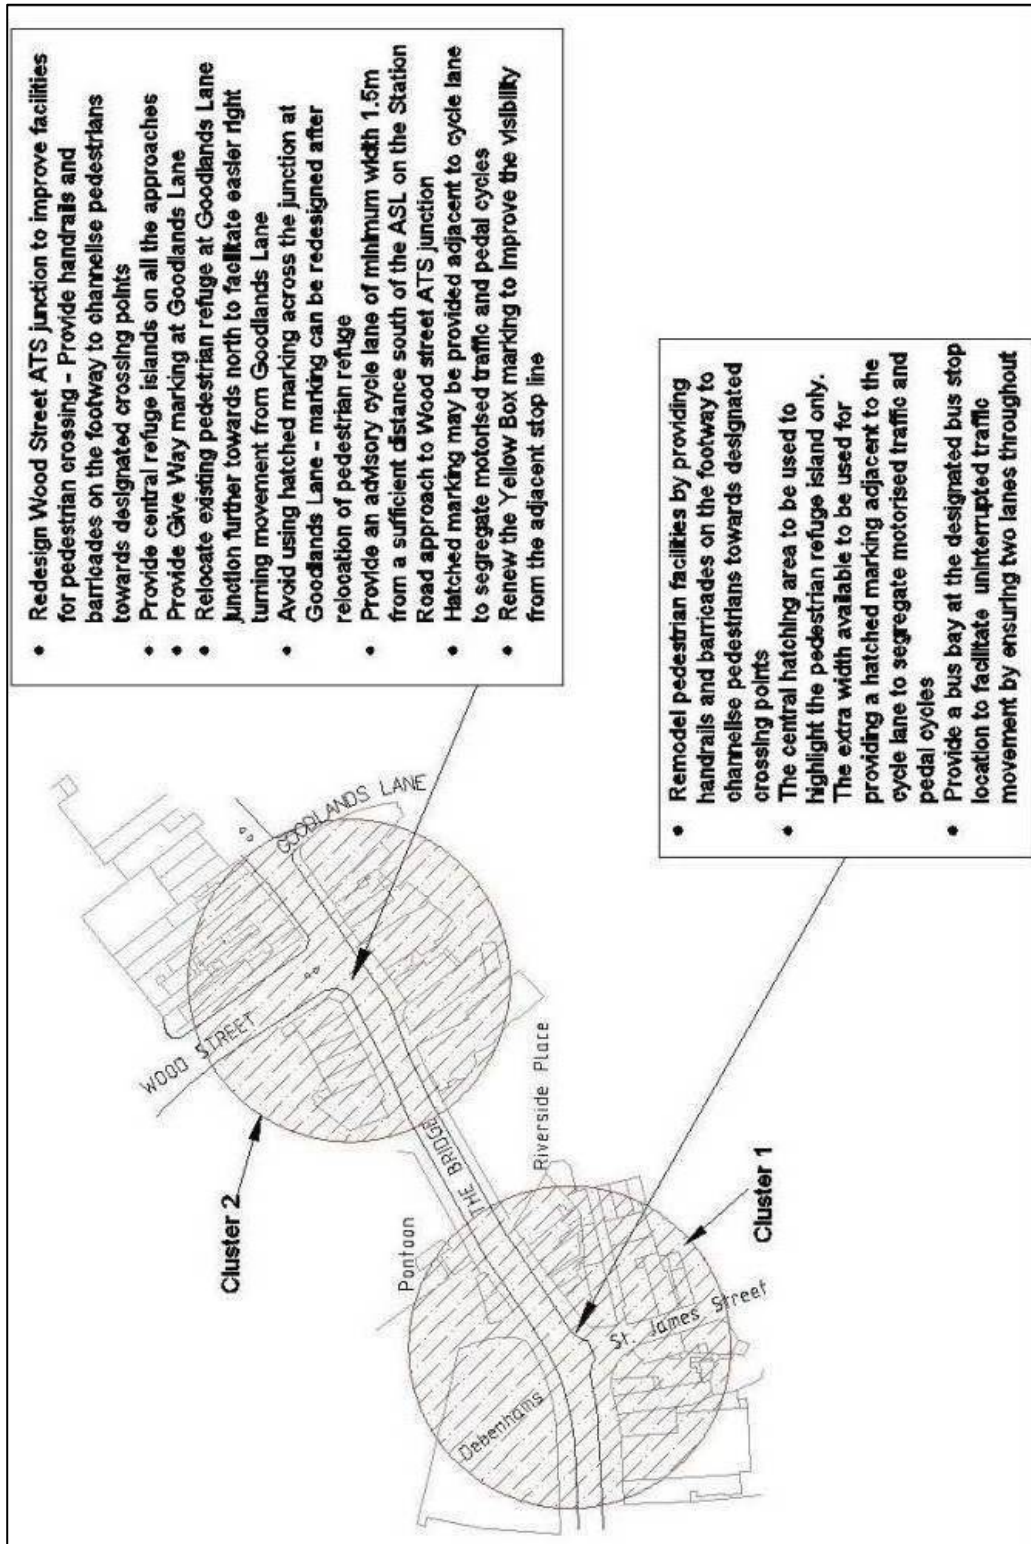 • Redesign Wood Street ATS junction to improve facilities
for pedestrian crossing – Provide handrails and
barricades on the footway to channelise pedestrians
towards designated crossing points
• Provide central refuge islands on all the approaches
• Provide Give Way marking at Goodlands Lane
• Relocate existing pedestrian refuge at Goodlands Lane
junction further towards north to facilitate easier right
turning movement from Goodlands Lane
• Avoid using hatched marking across the junction at
Goodlands Lane – marking can be redesigned after
relocation of pedestrian refuge
• Provide an advisory cycle lane of minimum width 1.5m
from a sufficient distance south of the ASL on the Station
Road approach to Wood street ATS junction
• Hatched marking may be provided adjacent to cycle lane
to segregate motorised traffic and pedal cycles
• Renew the Yellow Box marking to Improve the visibility
from the adjacent stop line
Cluster 2
WOOD STREET
GOODLANDS LANE
Pontoon
THE BRIDGE
Riverside Place
Debenhams
St. James Street
Cluster 1
• Remodel pedestrian facilities by providing
handrails and barricades on the footway to
channelise pedestrians towards designated
crossing points
• The central hatching area to be used to
highlight the pedestrian refuge island only.
The extra width available to be used for
providing a hatched marking adjacent to the
cycle lane to segregate motorised traffic and
pedal cycles
• Provide a bus bay at the designated bus stop
location to facilitate uninterrupted traffic
movement by ensuring two lanes throughout